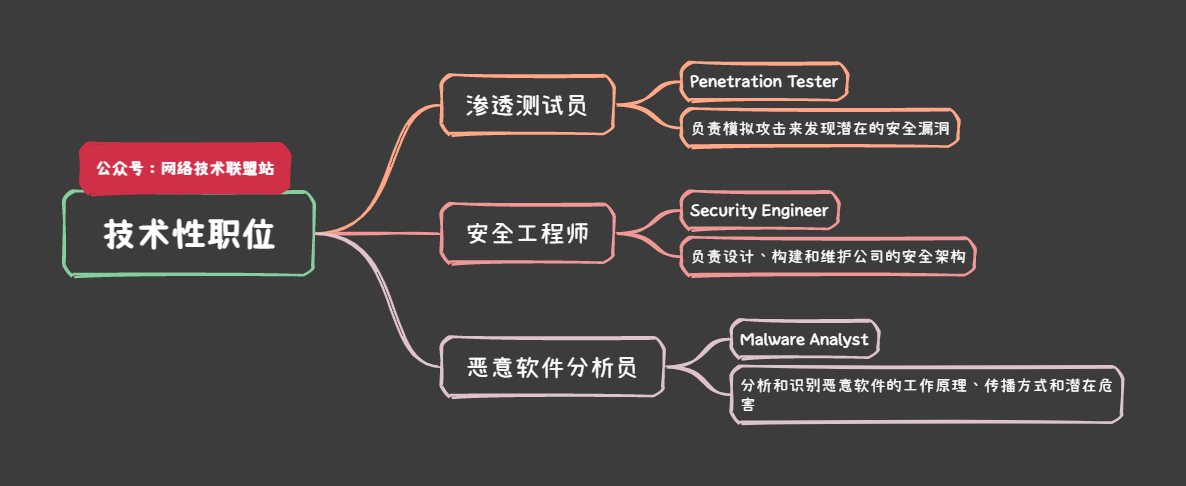 公众号：网络技术联盟站
技术性职位
渗透测试员
Penetration Tester
负责模拟攻击来发现潜在的安全漏洞
安全工程师
Security Engineer
负责设计、构建和维护公司的安全架构
恶意软件分析员
Malware Analyst
分析和识别恶意软件的工作原理、传播方式和潜在危
害